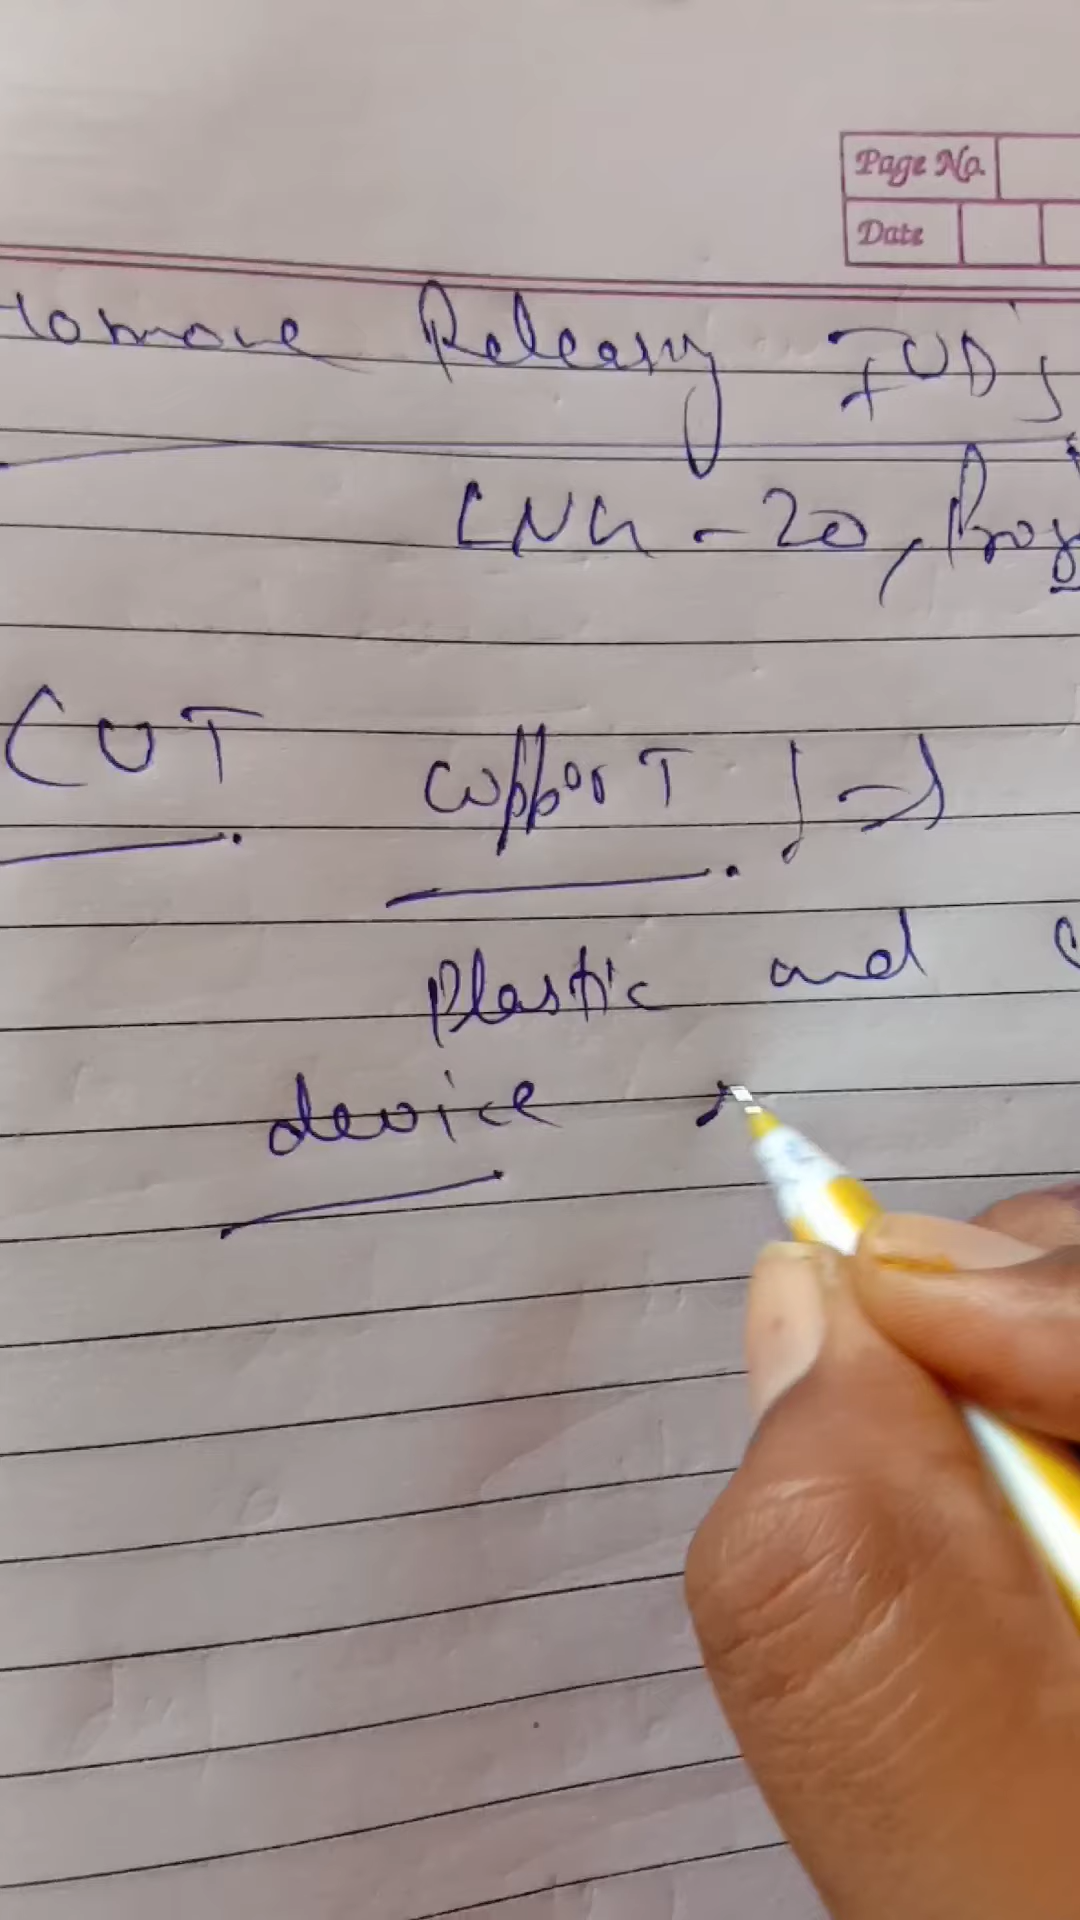 Page No.
Date
Hormone Releasing IUD's
LNG - 20,
CUT Copper T :-
Plastic and
device